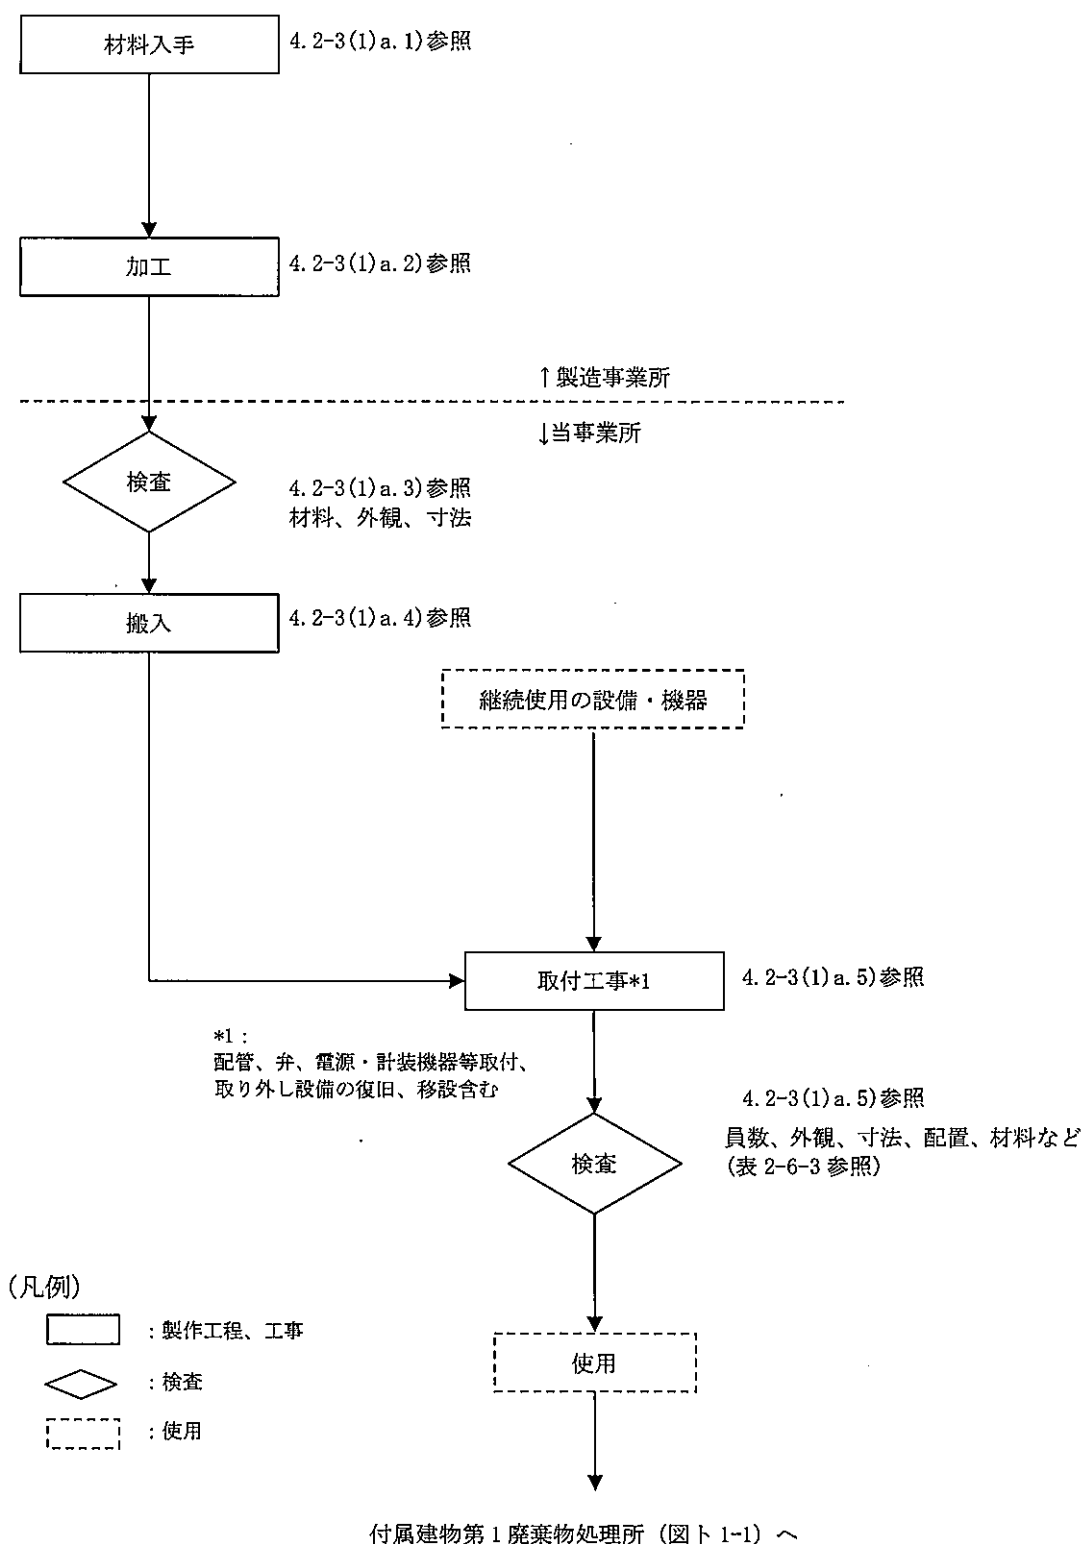 材料入手
4.2-3(1)a.1)参照
加工
4.2-3(1)a.2)参照
↑製造事業所
↓当事業所
検査
4.2-3(1)a.3)参照
材料、外観、寸法
搬入
4.2-3(1)a.4)参照
継続使用の設備・機器
取付工事*1
4.2-3(1)a.5)参照
*1:
配管、弁、電源・計装機器等取付、
取り外し設備の復旧、移設含む
4.2-3(1)a.5)参照
員数、外観、寸法、配置、材料など
(表 2-6-3 参照)
検査
使用
(凡例)
:製作工程、工事
:検査
:使用
付属建物第1廃棄物処理所（図ト 1-1）へ